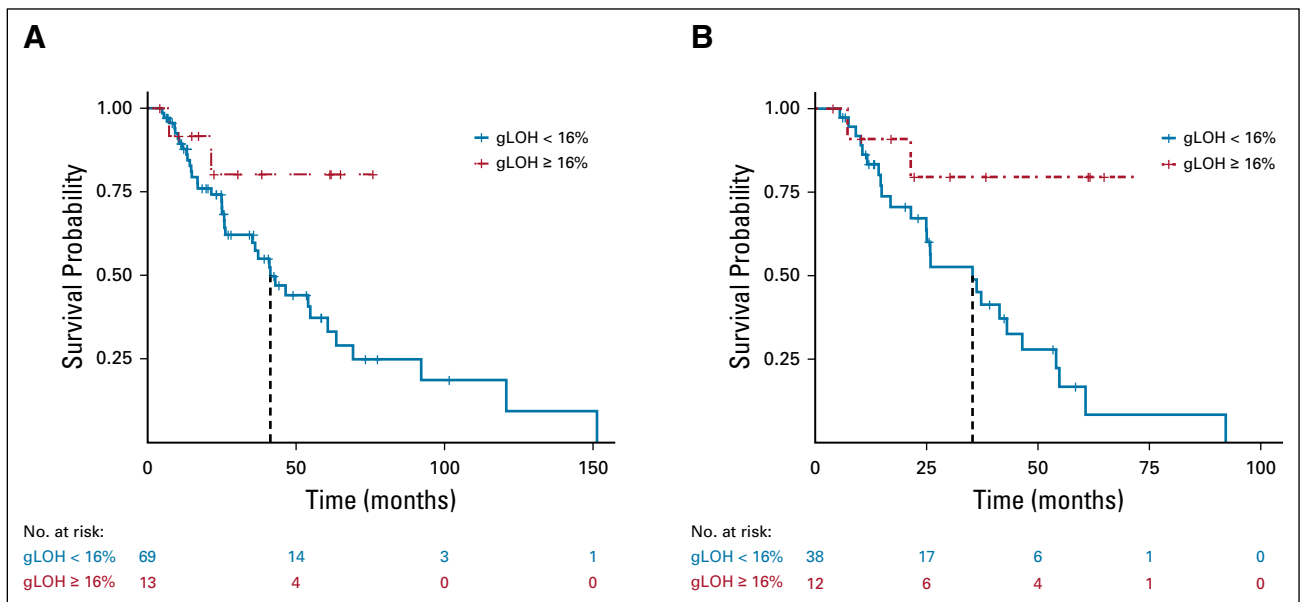 A
Survival Probability
1.00
0.75
0.50
0.25
gLOH < 16%
gLOH ≥ 16%
0 50 100 150
Time (months)
No. at risk:
gLOH < 16% 69 14 3 1
gLOH ≥ 16% 13 4 0 0
B
Survival Probability
1.00
0.75
0.50
0.25
gLOH < 16%
gLOH ≥ 16%
0 25 50 75 100
Time (months)
No. at risk:
gLOH < 16% 38 17 6 1 0
gLOH ≥ 16% 12 6 4 1 0